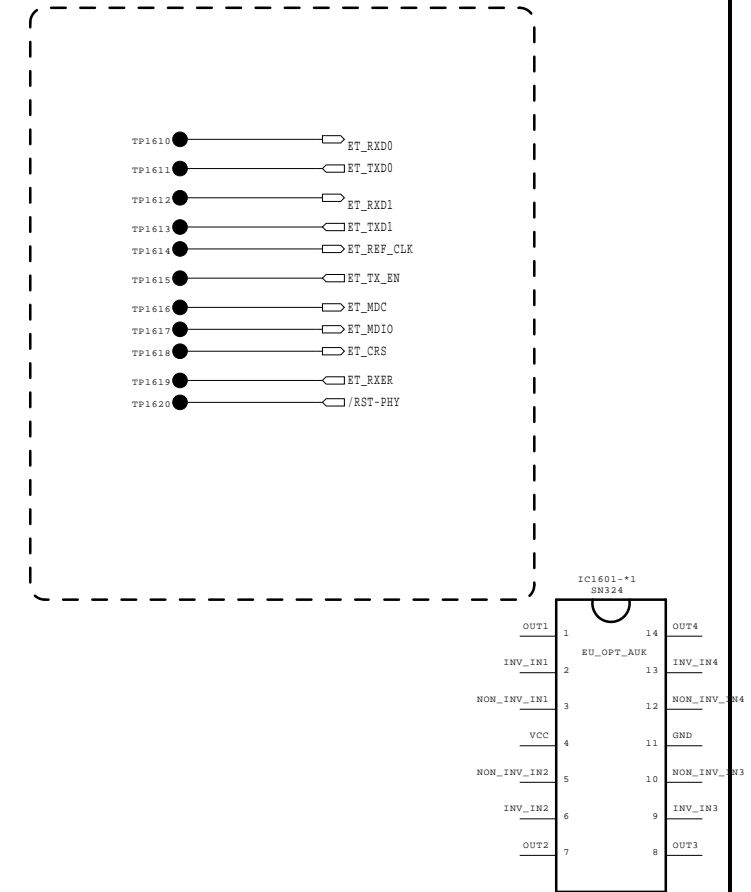 TP1610 ET_RXD0
TP1611 ET_TXD0
TP1612 ET_RXD1
TP1613 ET_TXD1
TP1614 ET_REF_CLK
TP1615 ET_TX_EN
TP1616 ET_MDC
TP1617 ET_MDIO
TP1618 ET_CRS
TP1619 ET_RXER
TP1620 /RST-PHY
IC1601-*1
SN324
EU_OPT_AUK
OUT1 1 14 OUT4
INV_IN1 2 13 INV_IN4
NON_INV_IN1 3 12 NON_INV_IN4
VCC 4 11 GND
NON_INV_IN2 5 10 NON_INV_IN3
INV_IN2 6 9 INV_IN3
OUT2 7 8 OUT3